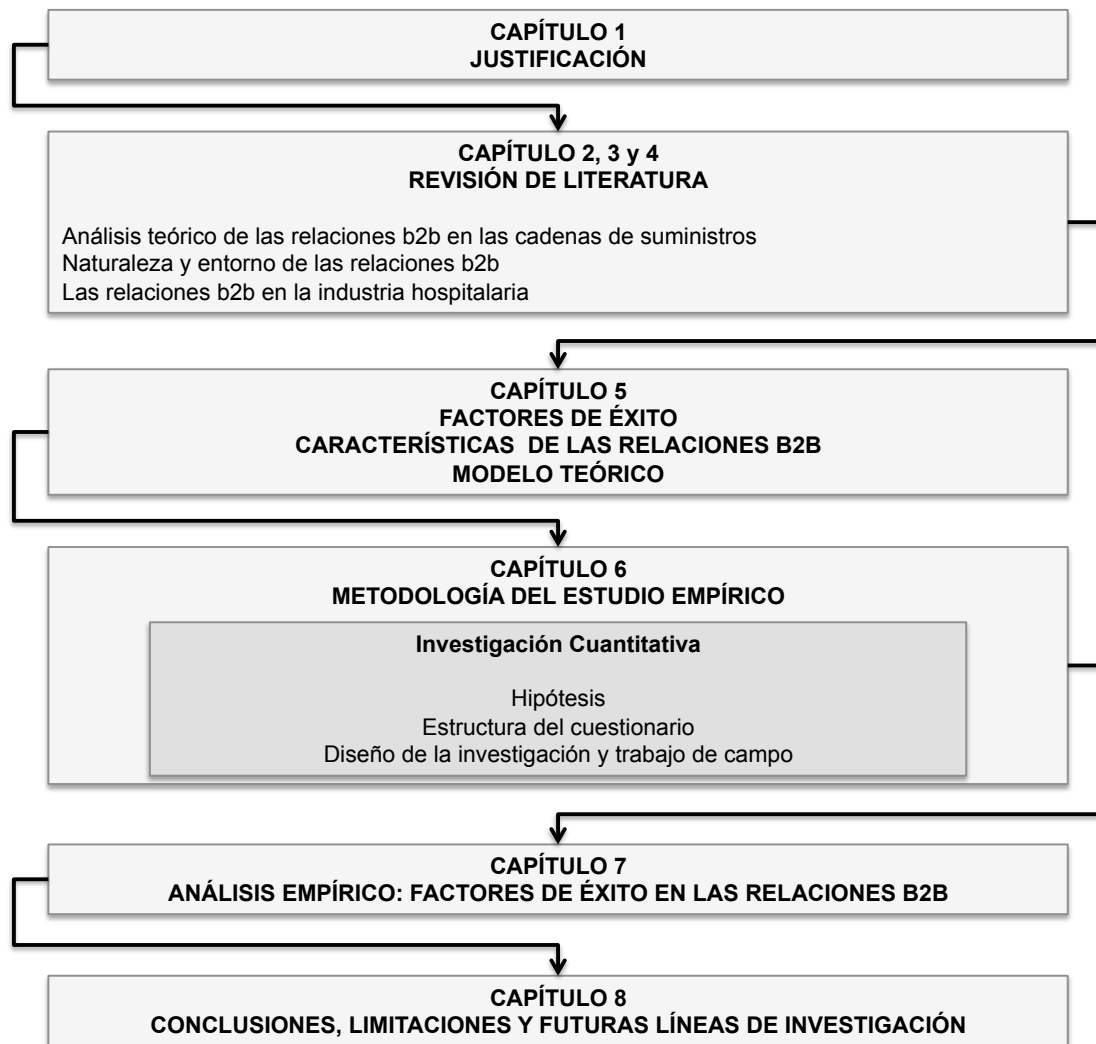 CAPÍTULO 1
JUSTIFICACIÓN
CAPÍTULO 2, 3 y 4
REVISIÓN DE LITERATURA
Análisis teórico de las relaciones b2b en las cadenas de suministros
Naturaleza y entorno de las relaciones b2b
Las relaciones b2b en la industria hospitalaria
CAPÍTULO 5
FACTORES DE ÉXITO
CARACTERÍSTICAS DE LAS RELACIONES B2B
MODELO TEÓRICO
CAPÍTULO 6
METODOLOGÍA DEL ESTUDIO EMPÍRICO
Investigación Cuantitativa
Hipótesis
Estructura del cuestionario
Diseño de la investigación y trabajo de campo
CAPÍTULO 7
ANÁLISIS EMPÍRICO: FACTORES DE ÉXITO EN LAS RELACIONES B2B
CAPÍTULO 8
CONCLUSIONES, LIMITACIONES Y FUTURAS LÍNEAS DE INVESTIGACIÓN